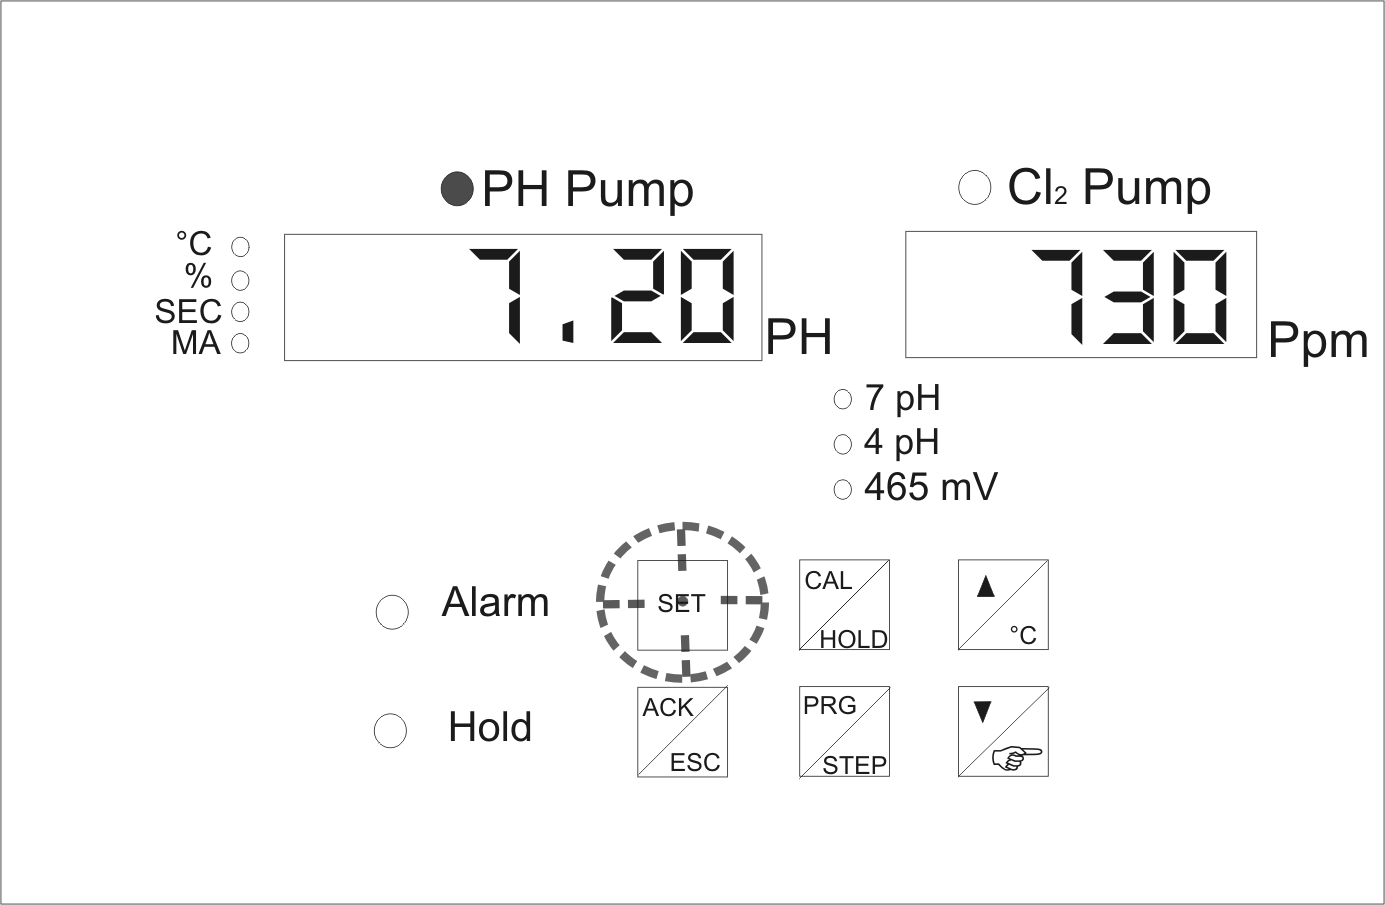 PH Pump
Cl₂ Pump
°C
%
SEC
MA
7.20
PH
730
Ppm
7 pH
4 pH
465 mV
Alarm
SET
CAL
HOLD
▲
°C
Hold
ACK
ESC
PRG
STEP
▼